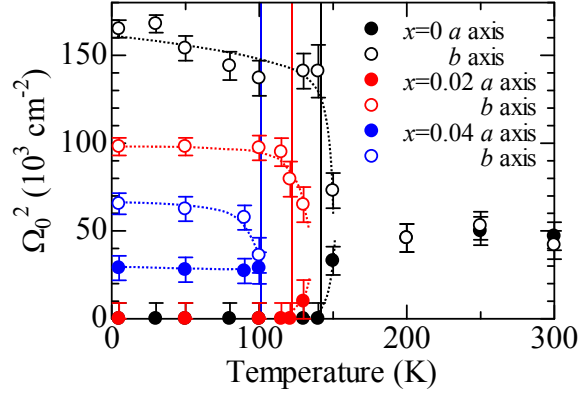 150
100
50
0
Ω₀² (10³ cm⁻²)
x=0 a axis
b axis
x=0.02 a axis
b axis
x=0.04 a axis
b axis
0 100 200 300
Temperature (K)